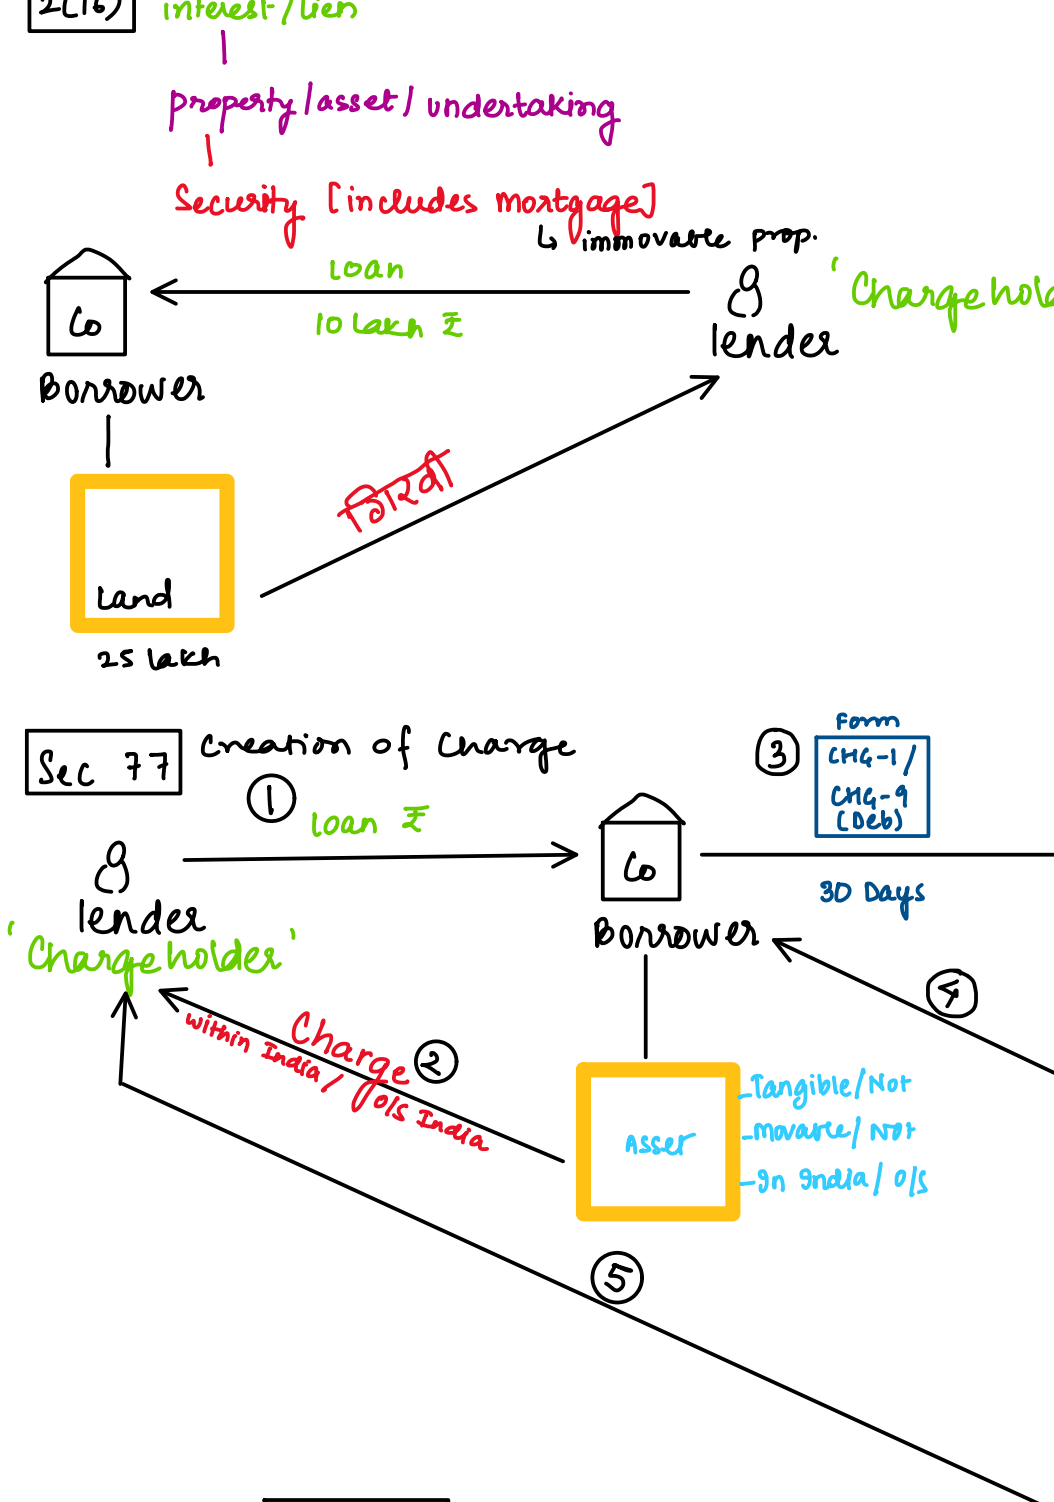 2(16) interest/lien
property/asset/undertaking
Security [includes mortgage]
↳ immovable prop.
loan
10 Lakh ₹
Co
Borrower
lender
'Chargehold
गिरवी
Land
25 lakh
Sec 77 Creation of Charge
①
loan ₹
lender
'Chargeholder'
Co
Borrower
③
Form
CHG-1/
CHG-9
(Deb)
30 Days
④
Charge ②
within India/ O/S India
Asset
-Tangible/Not
-movable/Not
-In India/O/S
⑤